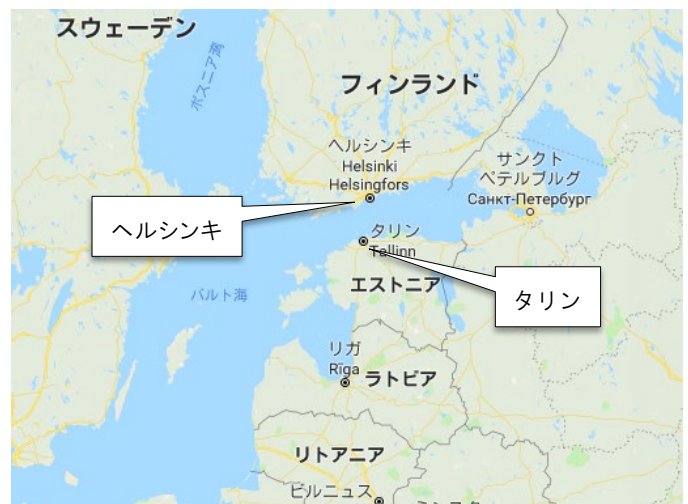 スウェーデン
ボスニア湾
フィンランド
ヘルシンキ
Helsinki
Helsingfors
サンクト
ペテルブルグ
Санкт-Петербург
ヘルシンキ
タリン
Tallinn
エストニア
タリン
バルト海
リガ
Rīga
ラトビア
リトアニア
ビルニュス